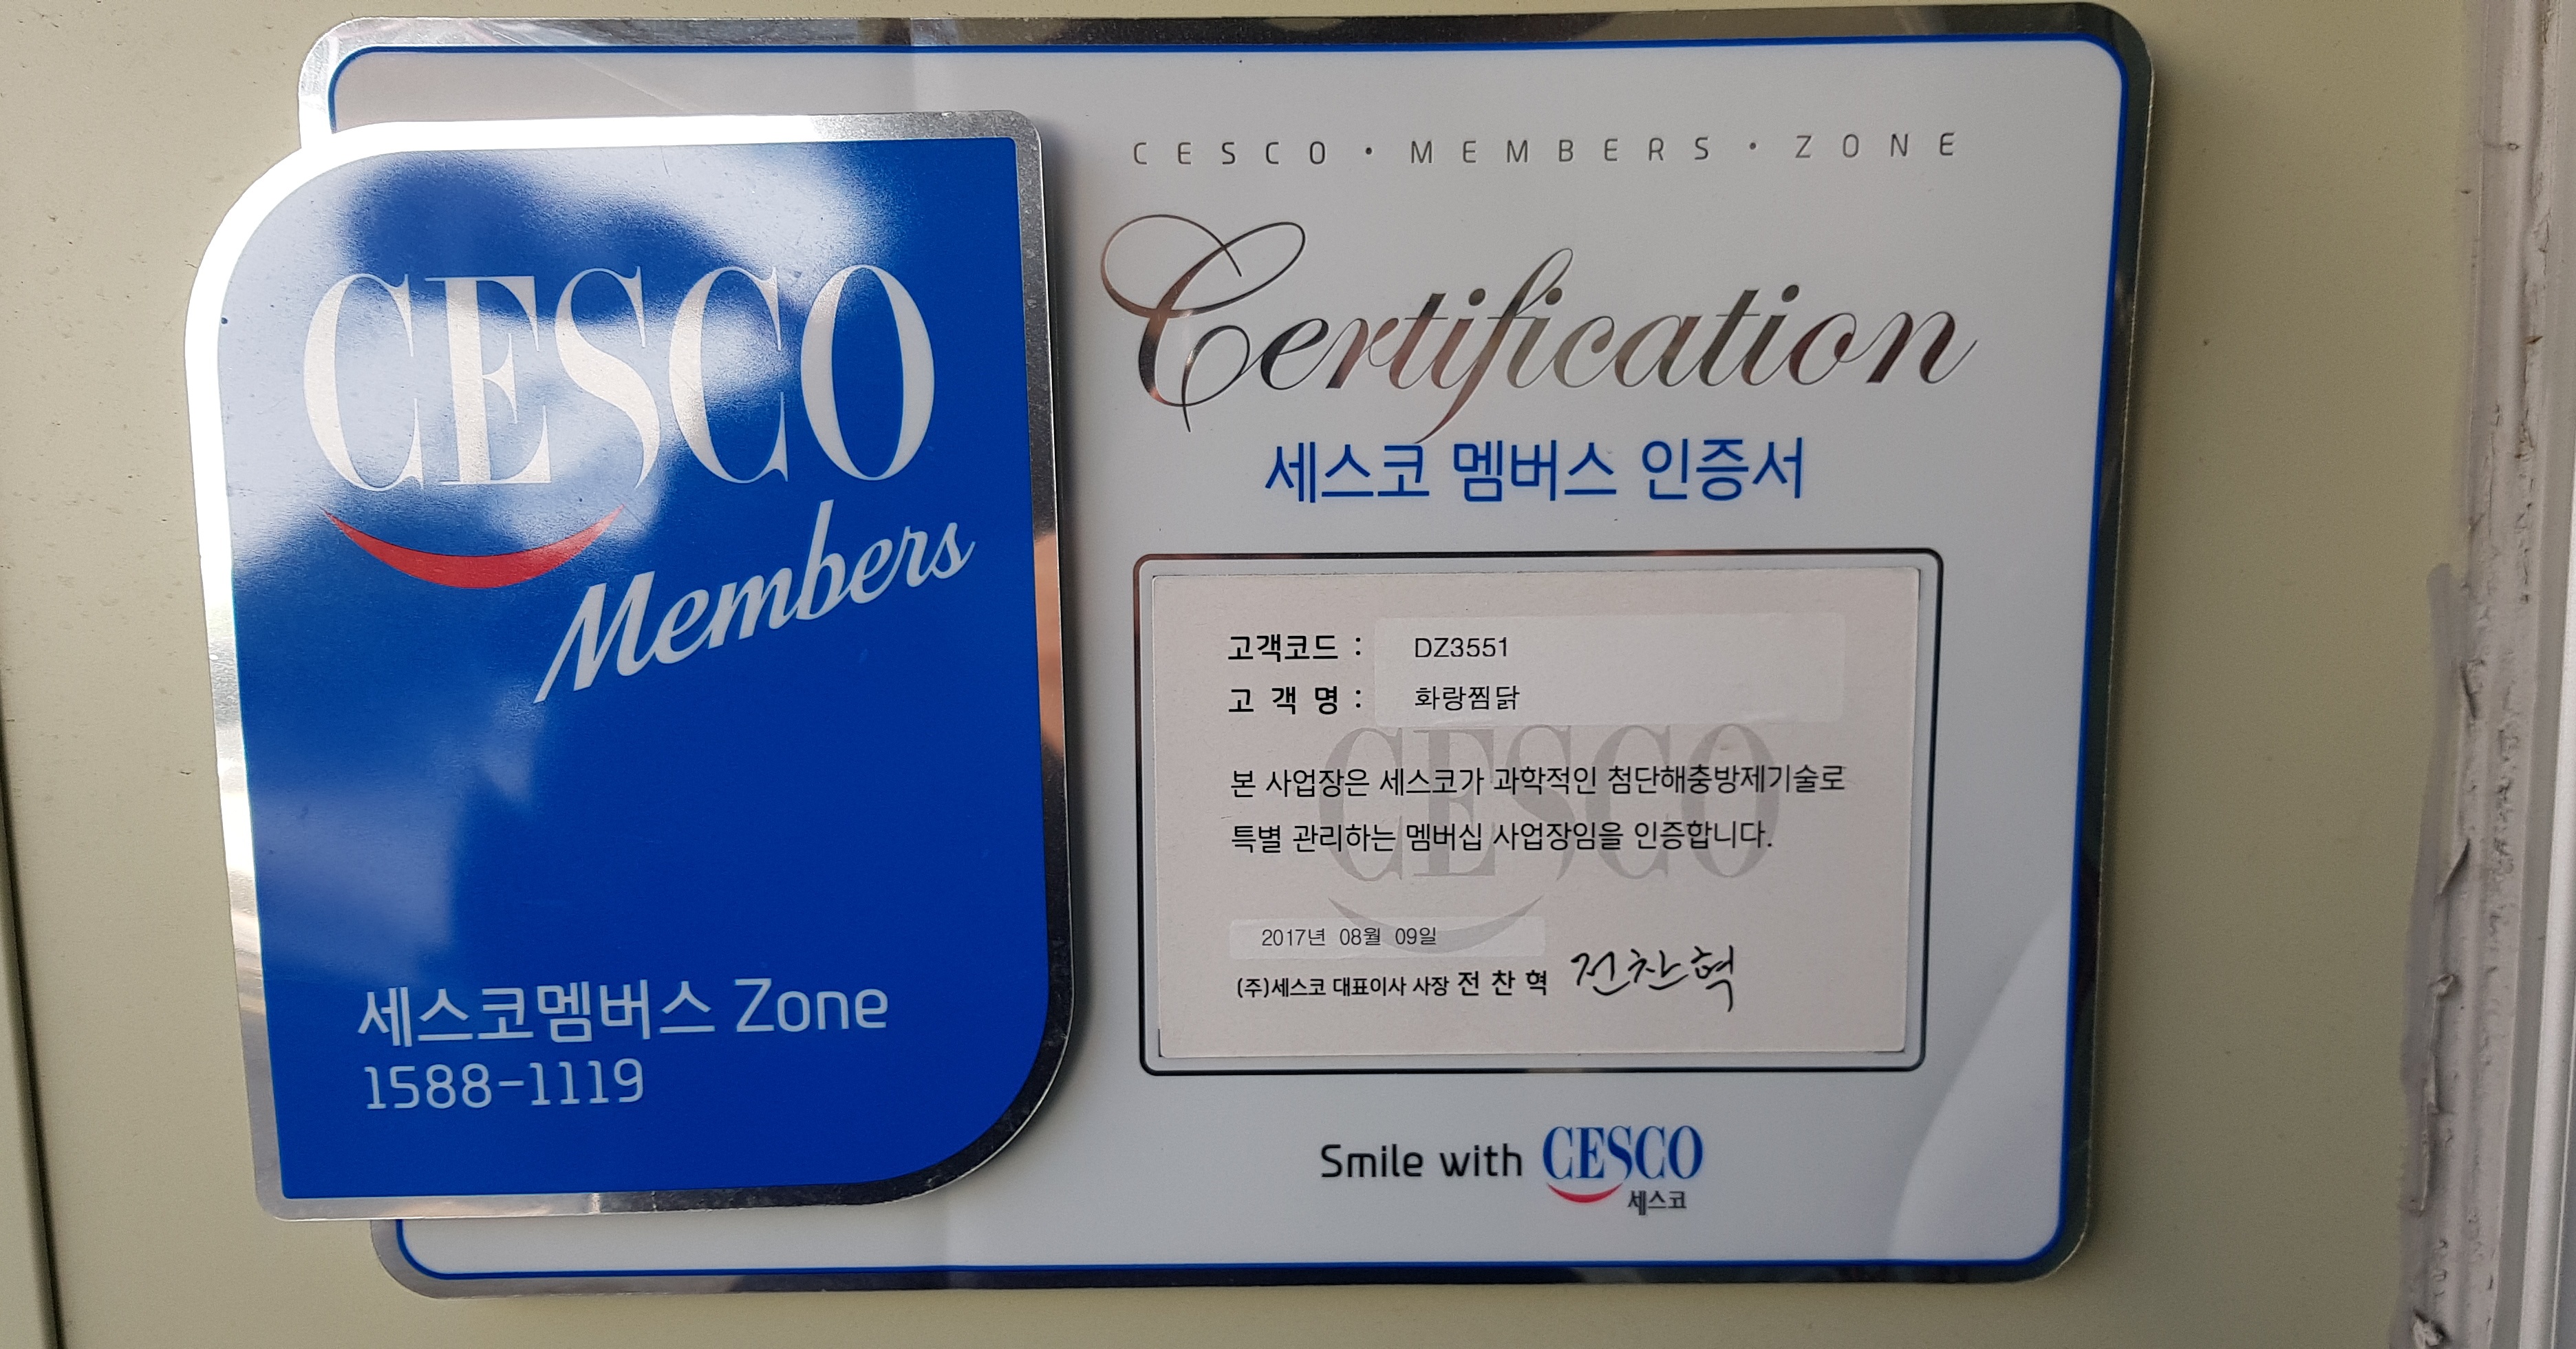 CESCO
Members
세스코멤버스 Zone
1588-1119
CESCO · MEMBERS · ZONE
Certification
세스코 멤버스 인증서
고객코드 : DZ3551
고 객 명 : 화랑찜닭
CESCO
본 사업장은 세스코가 과학적인 첨단해충방제기술로
특별 관리하는 멤버십 사업장임을 인증합니다.
2017년 08월 09일
(주)세스코 대표이사 사장 전 찬 혁 전찬혁
Smile with CESCO
세스코